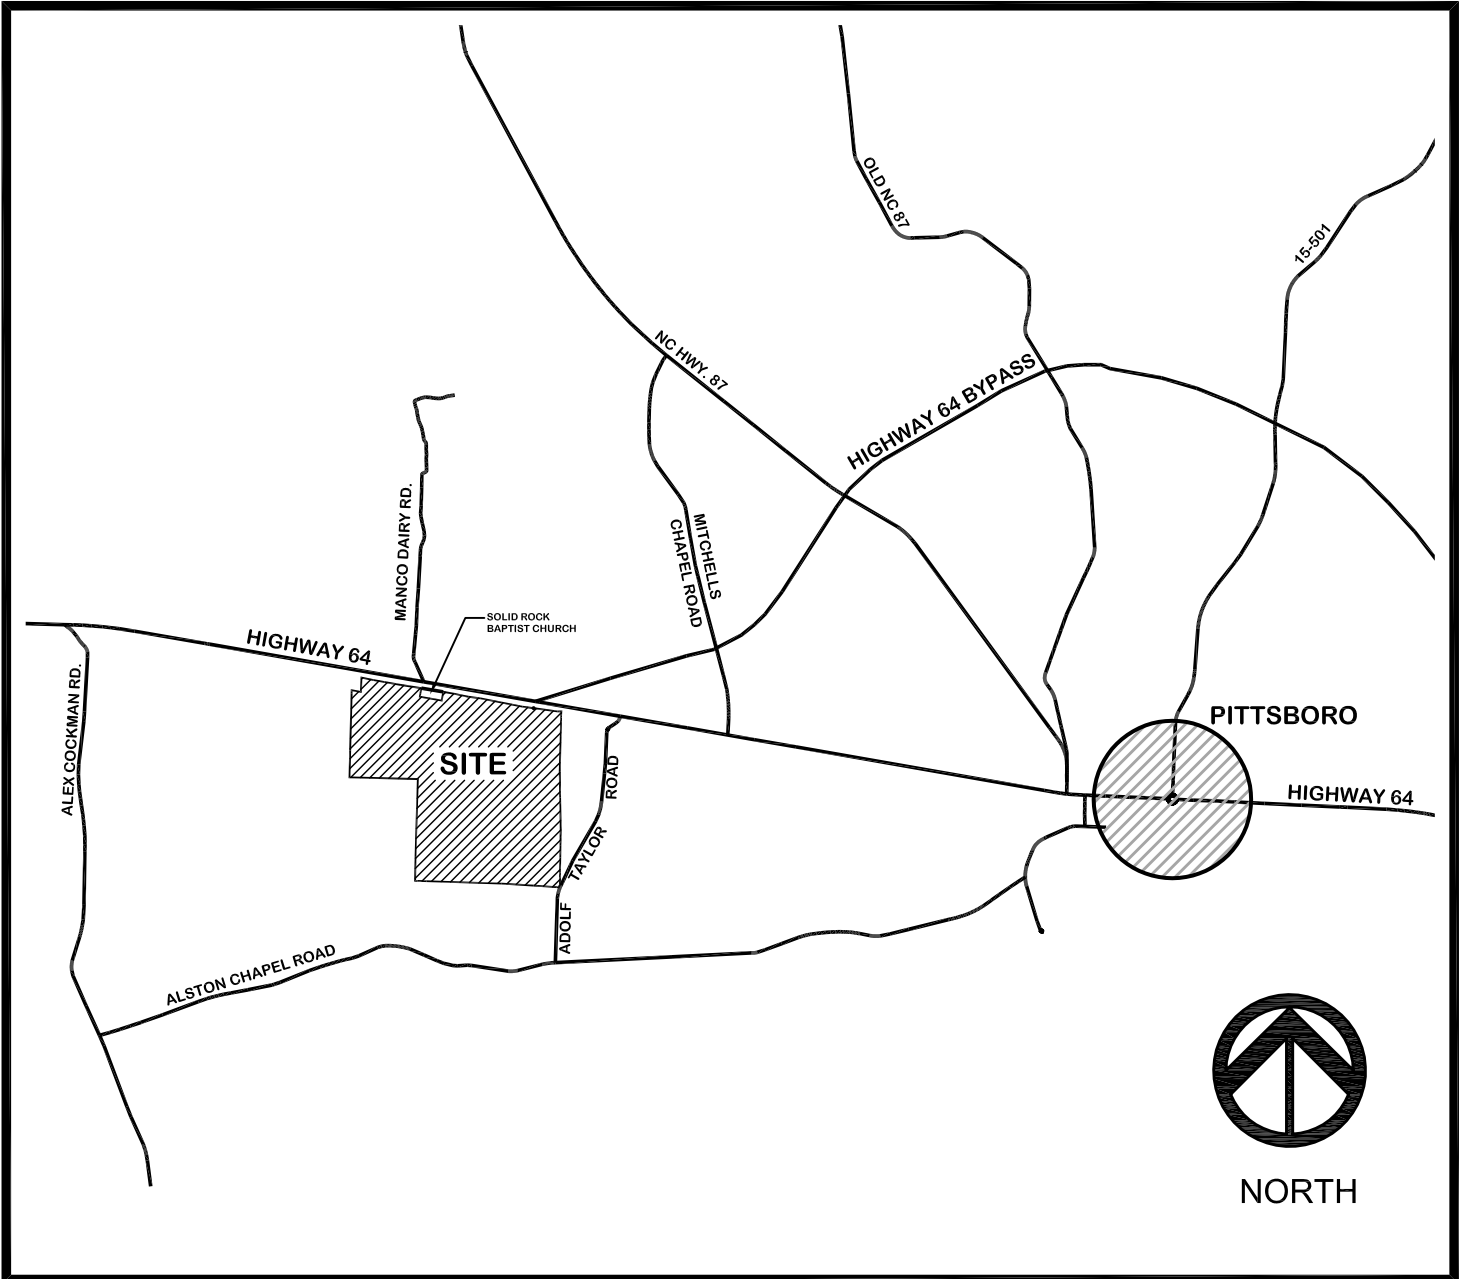 OLD NC 87
15-501
NC HWY. 87
HIGHWAY 64 BYPASS
MANCO DAIRY RD.
MITCHELLS
CHAPEL ROAD
SOLID ROCK
BAPTIST CHURCH
HIGHWAY 64
ALEX COCKMAN RD.
SITE
PITTSBORO
HIGHWAY 64
ADOLF TAYLOR ROAD
ALSTON CHAPEL ROAD
NORTH